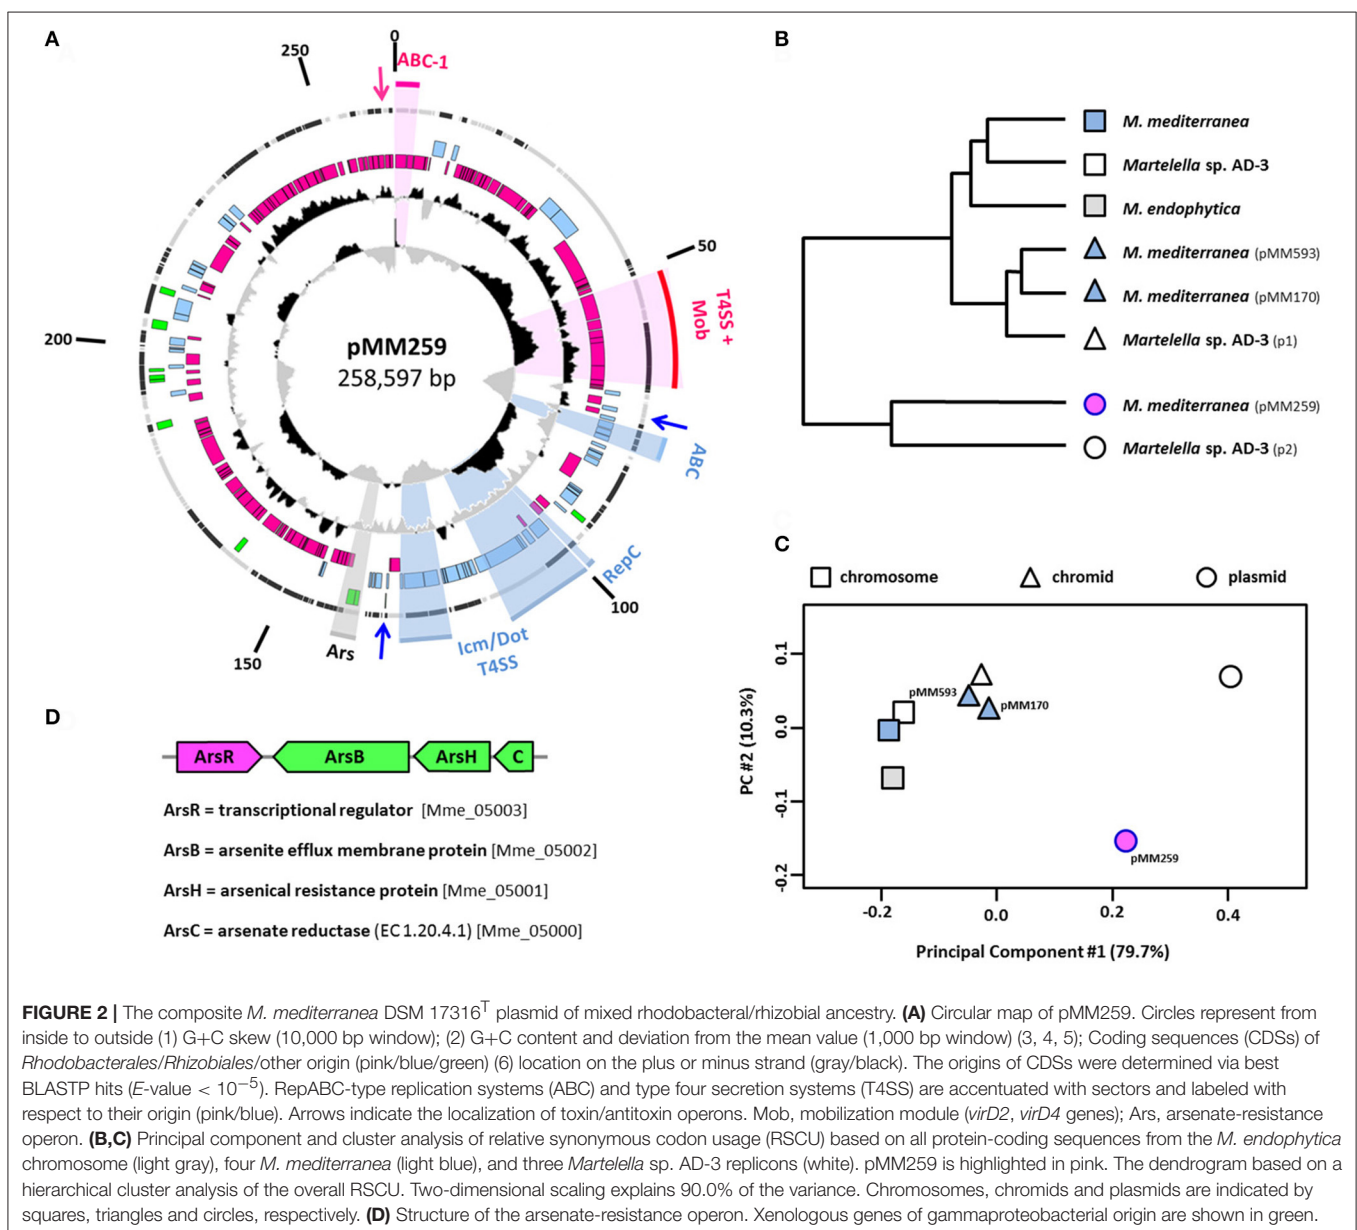 A
0
250
ABC-1
50
T4SS +
Mob
200
pMM259
258,597 bp
ABC
RepC
100
Icm/Dot
T4SS
Ars
150
B
M. mediterranea
Martelella sp. AD-3
M. endophytica
M. mediterranea (pMM593)
M. mediterranea (pMM170)
Martelella sp. AD-3 (p1)
M. mediterranea (pMM259)
Martelella sp. AD-3 (p2)
C
chromosome
chromid
plasmid
PC #2 (10.3%)
0.1
0.0
-0.1
-0.2
pMM593
pMM170
pMM259
-0.2
0.0
0.2
0.4
Principal Component #1 (79.7%)
D
ArsR
ArsB
ArsH
C
ArsR = transcriptional regulator [Mme_05003]
ArsB = arsenite efflux membrane protein [Mme_05002]
ArsH = arsenical resistance protein [Mme_05001]
ArsC = arsenate reductase (EC 1.20.4.1) [Mme_05000]
FIGURE 2 | The composite M. mediterranea DSM 17316ᵀ plasmid of mixed rhodobacteral/rhizobial ancestry. (A) Circular map of pMM259. Circles represent from
inside to outside (1) G+C skew (10,000 bp window); (2) G+C content and deviation from the mean value (1,000 bp window) (3, 4, 5); Coding sequences (CDSs) of
Rhodobacterales/Rhizobiales/other origin (pink/blue/green) (6) location on the plus or minus strand (gray/black). The origins of CDSs were determined via best
BLASTP hits (E-value < 10⁻⁵). RepABC-type replication systems (ABC) and type four secretion systems (T4SS) are accentuated with sectors and labeled with
respect to their origin (pink/blue). Arrows indicate the localization of toxin/antitoxin operons. Mob, mobilization module (virD2, virD4 genes); Ars, arsenate-resistance
operon. (B,C) Principal component and cluster analysis of relative synonymous codon usage (RSCU) based on all protein-coding sequences from the M. endophytica
chromosome (light gray), four M. mediterranea (light blue), and three Martelella sp. AD-3 replicons (white). pMM259 is highlighted in pink. The dendrogram based on a
hierarchical cluster analysis of the overall RSCU. Two-dimensional scaling explains 90.0% of the variance. Chromosomes, chromids and plasmids are indicated by
squares, triangles and circles, respectively. (D) Structure of the arsenate-resistance operon. Xenologous genes of gammaproteobacterial origin are shown in green.